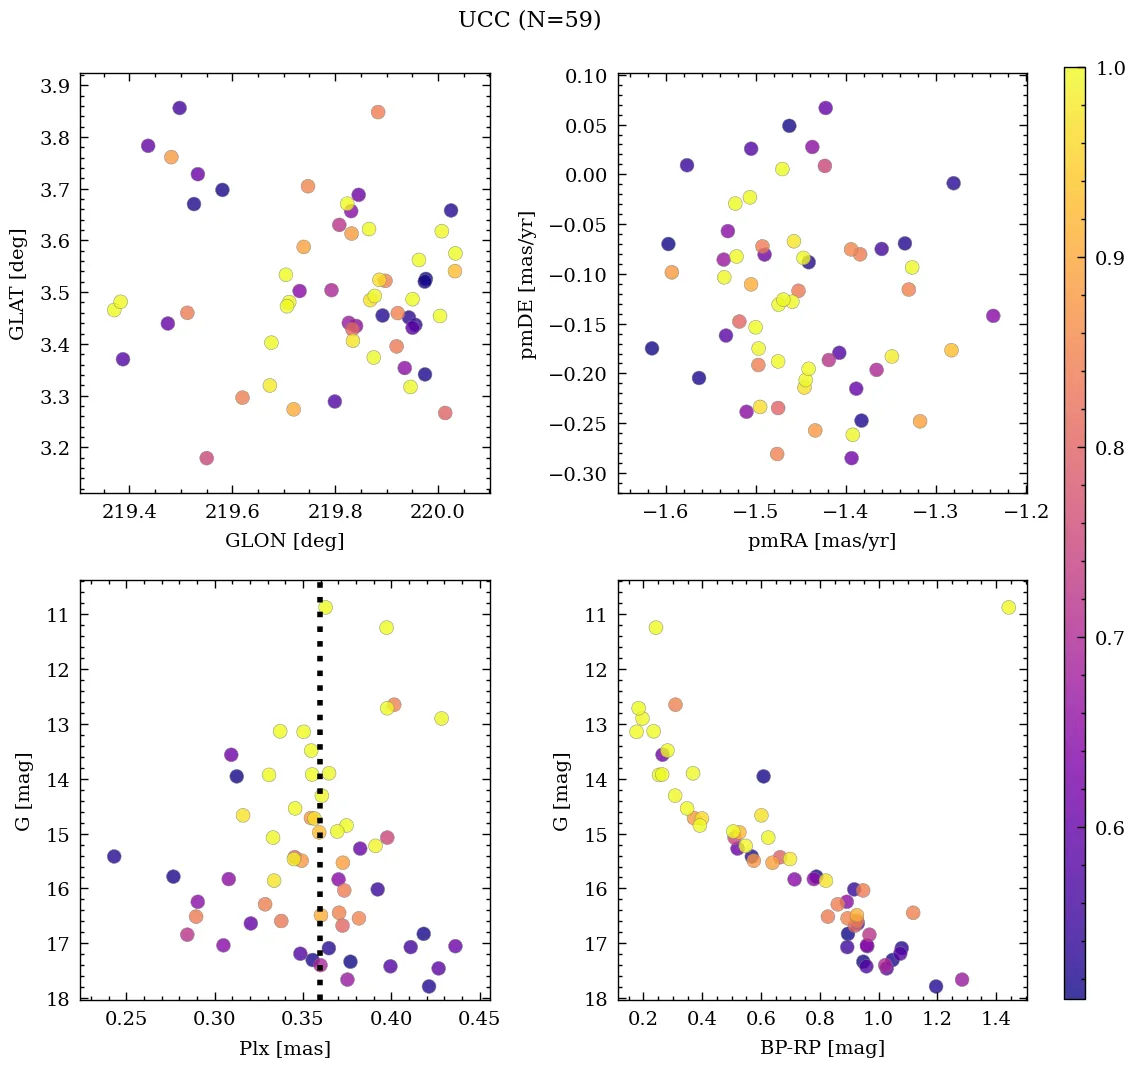 UCC (N=59)
3.9
3.8
3.7
3.6
3.5
3.4
3.3
3.2
GLAT [deg]
219.4 219.6 219.8 220.0
GLON [deg]
0.10
0.05
0.00
−0.05
−0.10
−0.15
−0.20
−0.25
−0.30
pmDE [mas/yr]
−1.6 −1.5 −1.4 −1.3 −1.2
pmRA [mas/yr]
11
12
13
14
15
16
17
18
G [mag]
0.25 0.30 0.35 0.40 0.45
Plx [mas]
11
12
13
14
15
16
17
18
G [mag]
0.2 0.4 0.6 0.8 1.0 1.2 1.4
BP-RP [mag]
1.0
0.9
0.8
0.7
0.6